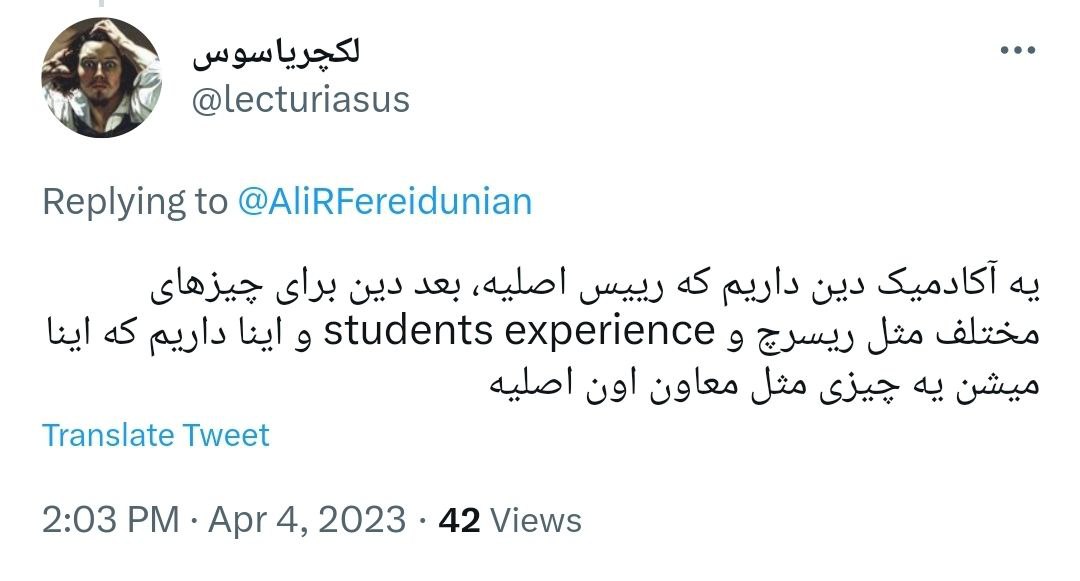 لکچریاسوس
@lecturiasus
Replying to @AliRFereidunian
یه آکادمیک دین داریم که رییس اصلیه، بعد دین برای چیزهای
مختلف مثل ریسرچ و students experience و اینا داریم که اینا
میشن یه چیزی مثل معاون اون اصلیه
Translate Tweet
2:03 PM · Apr 4, 2023 · 42 Views